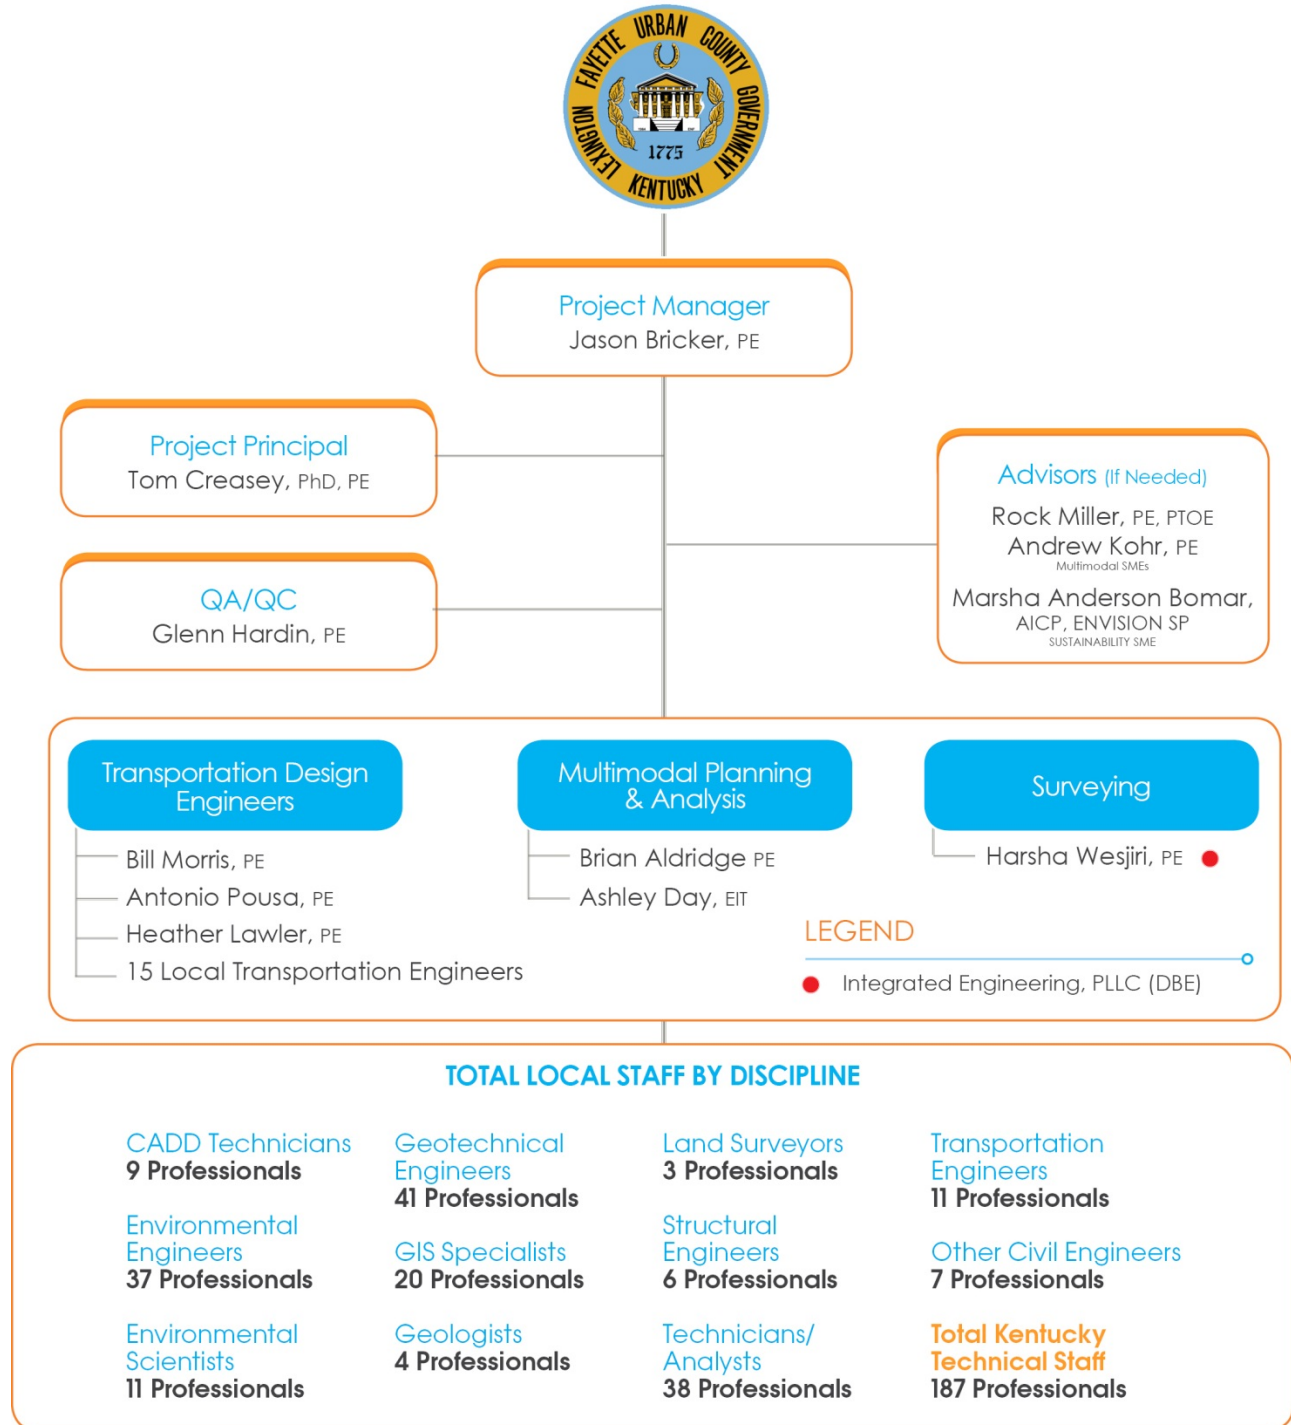 LEXINGTON FAYETTE URBAN COUNTY GOVERNMENT
1775
KENTUCKY
Project Manager
Jason Bricker, PE
Project Principal
Tom Creasey, PhD, PE
Advisors (If Needed)
Rock Miller, PE, PTOE
Andrew Kohr, PE
Multimodal SMEs
Marsha Anderson Bomar,
AICP, ENVISION SP
SUSTAINABILITY SME
QA/QC
Glenn Hardin, PE
Transportation Design
Engineers
Bill Morris, PE
Antonio Pousa, PE
Heather Lawler, PE
15 Local Transportation Engineers
Multimodal Planning
& Analysis
Brian Aldridge PE
Ashley Day, EIT
Surveying
Harsha Wesjiri, PE
LEGEND
Integrated Engineering, PLLC (DBE)
TOTAL LOCAL STAFF BY DISCIPLINE
CADD Technicians
9 Professionals
Environmental
Engineers
37 Professionals
Environmental
Scientists
11 Professionals
Geotechnical
Engineers
41 Professionals
GIS Specialists
20 Professionals
Geologists
4 Professionals
Land Surveyors
3 Professionals
Structural
Engineers
6 Professionals
Technicians/
Analysts
38 Professionals
Transportation
Engineers
11 Professionals
Other Civil Engineers
7 Professionals
Total Kentucky
Technical Staff
187 Professionals